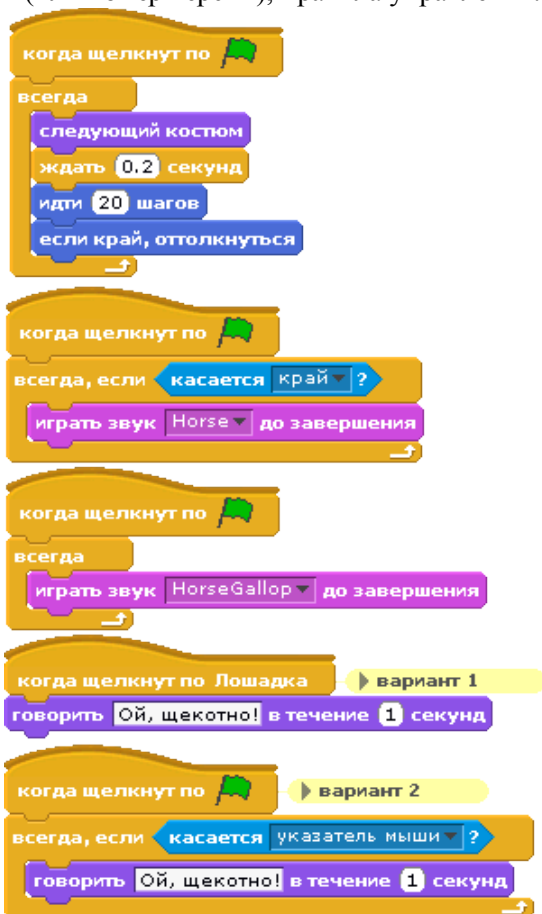 когда щелкнут по
всегда
следующий костюм
ждать 0.2 секунд
идти 20 шагов
если край, оттолкнуться
когда щелкнут по
всегда, если касается край ?
играть звук Horse до завершения
когда щелкнут по
всегда
играть звук HorseGallop до завершения
когда щелкнут по Лошадка вариант 1
говорить Ой, щекотно! в течение 1 секунд
когда щелкнут по вариант 2
всегда, если касается указатель мыши ?
говорить Ой, щекотно! в течение 1 секунд